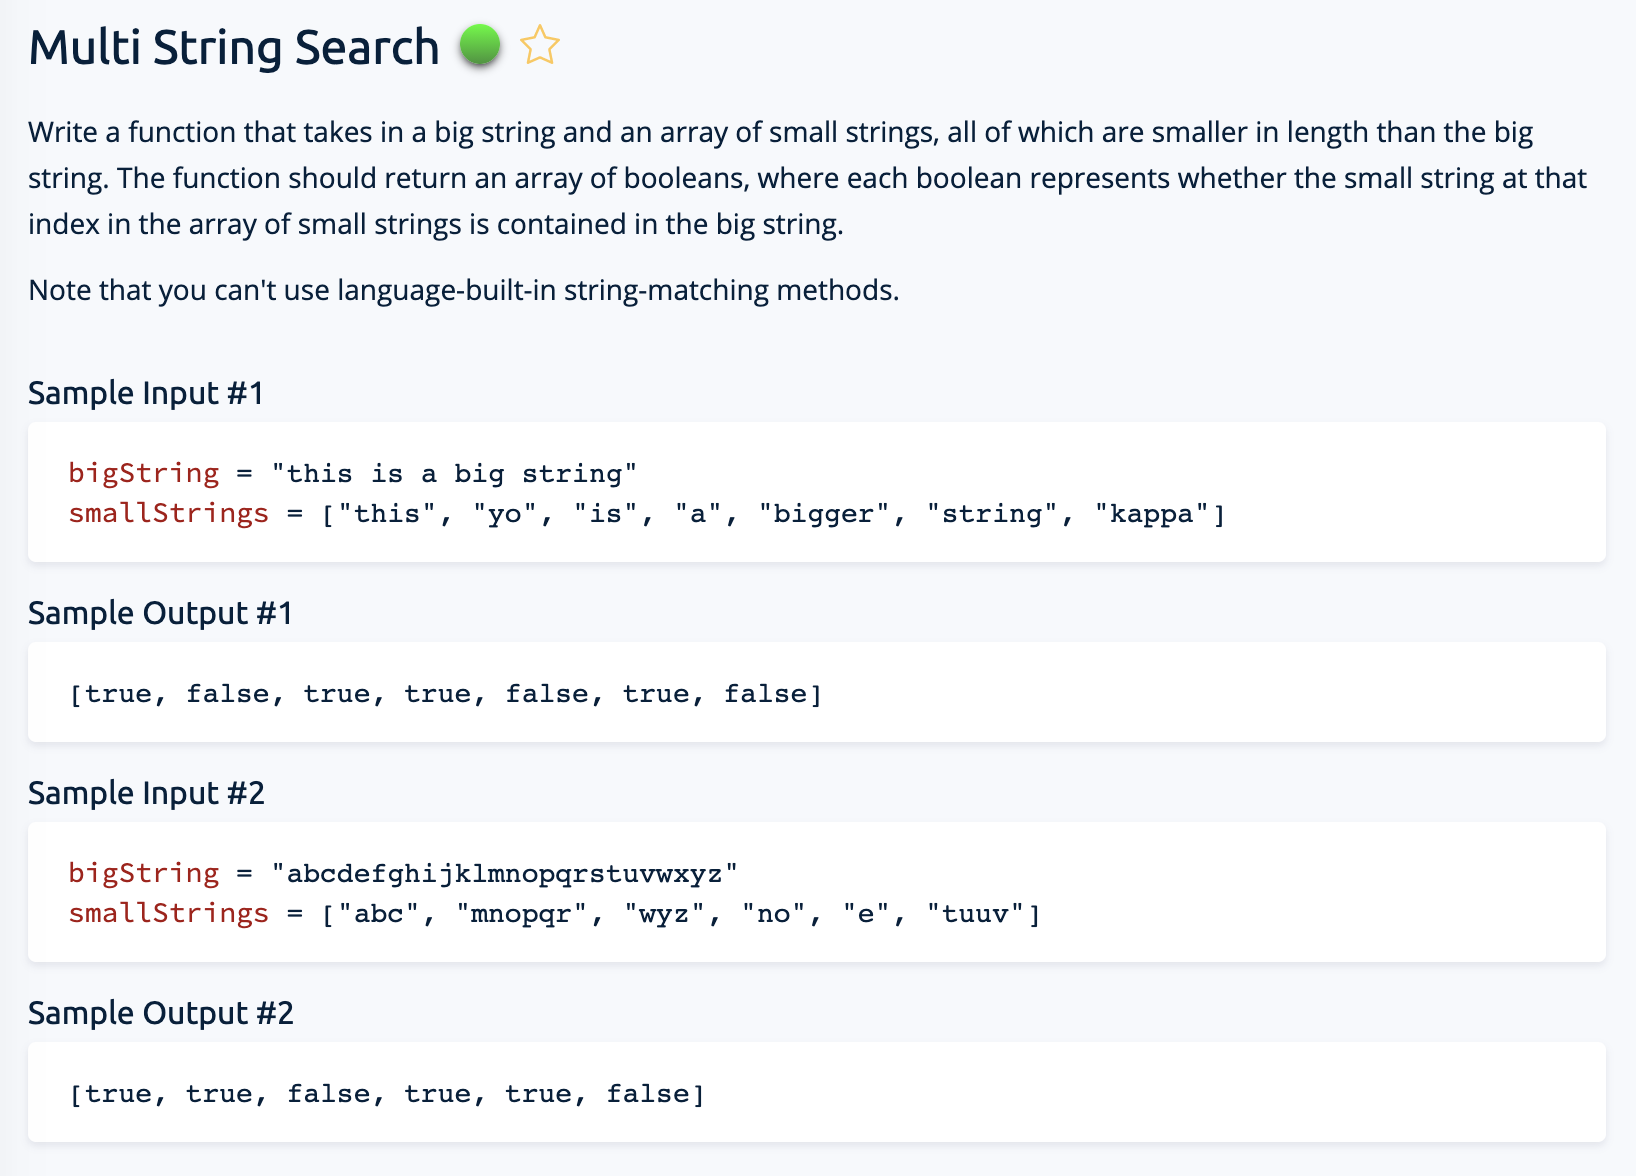 Multi String Search
Write a function that takes in a big string and an array of small strings, all of which are smaller in length than the big
string. The function should return an array of booleans, where each boolean represents whether the small string at that
index in the array of small strings is contained in the big string.
Note that you can't use language-built-in string-matching methods.
Sample Input #1
bigString = "this is a big string"
smallStrings = ["this", "yo", "is", "a", "bigger", "string", "kappa"]
Sample Output #1
[true, false, true, true, false, true, false]
Sample Input #2
bigString = "abcdefghijklmnopqrstuvwxyz"
smallStrings = ["abc", "mnopqr", "wyz", "no", "e", "tuuv"]
Sample Output #2
[true, true, false, true, true, false]